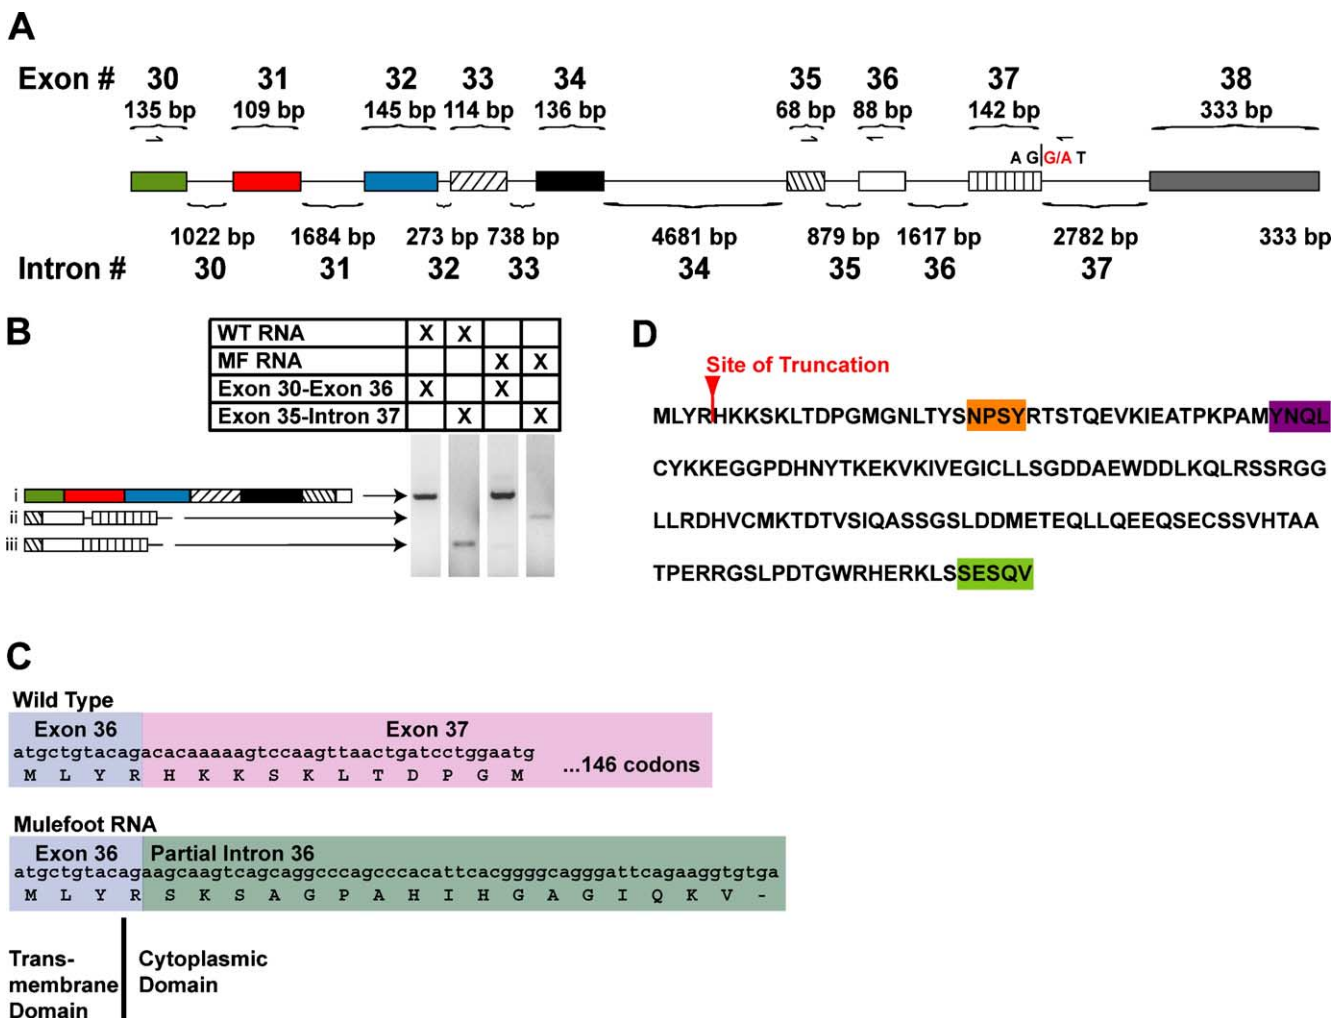 A
Exon # 30 31 32 33 34 35 36 37 38
135 bp 109 bp 145 bp 114 bp 136 bp 68 bp 88 bp 142 bp 333 bp
A G G/A T
1022 bp 1684 bp 273 bp 738 bp 4681 bp 879 bp 1617 bp 2782 bp 333 bp
Intron # 30 31 32 33 34 35 36 37
B
WT RNA X X
MF RNA X X
Exon 30-Exon 36 X X
Exon 35-Intron 37 X X
i
ii
iii
D
Site of Truncation
MLYRHKKSKLTDPGMGNLTYSNPSYRTSTQEVKIEATPKPAMYNQL
CYKKEGGPDHNYTKEKVKIVEGICLLSGDDAEWDDLKQLRSSRGG
LLRDHVCMKTDTVSIQASSGSLDDMETEQLLQEEQSECSSVHTAA
TPERRGSLPDTGWRHERKLSSESQV
C
Wild Type
Exon 36 Exon 37
atgctgtacagacacaaaaagtccaagttaactgatcctggaatg
M L Y R H K K S K L T D P G M
...146 codons
Mulefoot RNA
Exon 36 Partial Intron 36
atgctgtacagaagcaagtcagcaggcccagcccacattcacggggcagggattcagaaggtgtga
M L Y R S K S A G P A H I H G A G I Q K V -
Trans-
membrane
Domain
Cytoplasmic
Domain